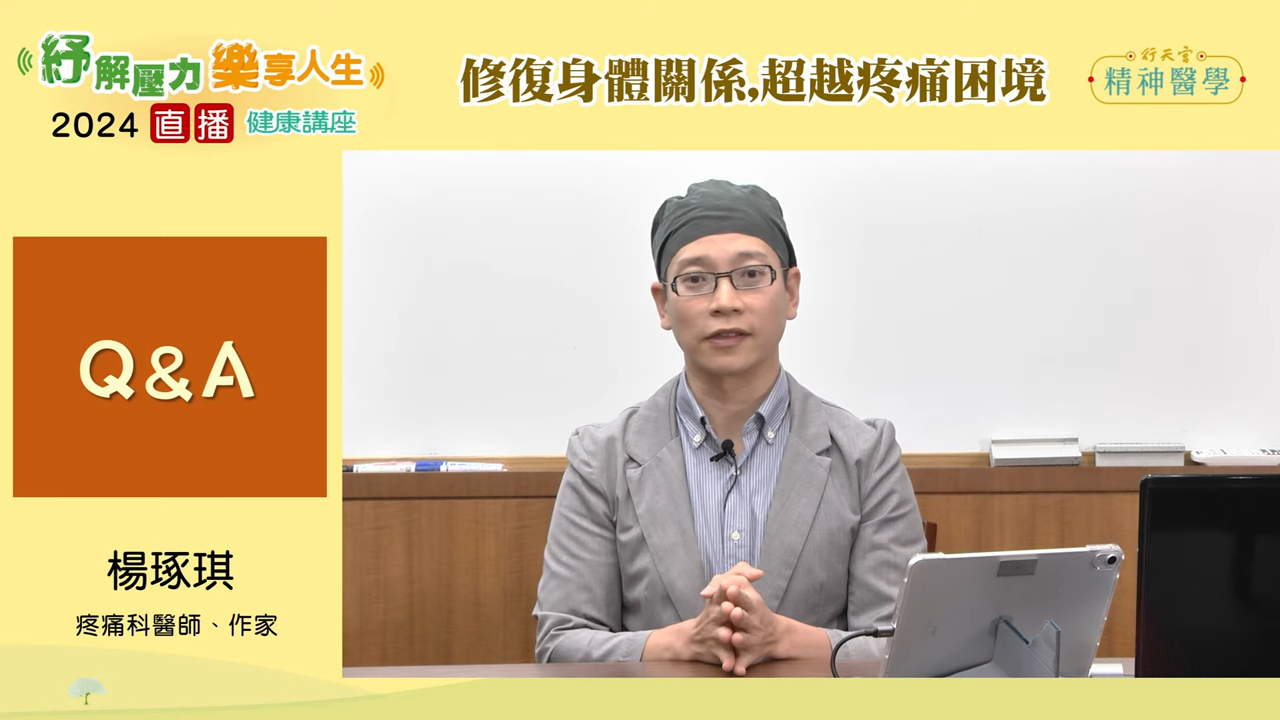 紓解壓力 樂享人生
2024 直播 健康講座
修復身體關係,超越疼痛困境
行天宮
精神醫學
Q&A
楊琢琪
疼痛科醫師、作家